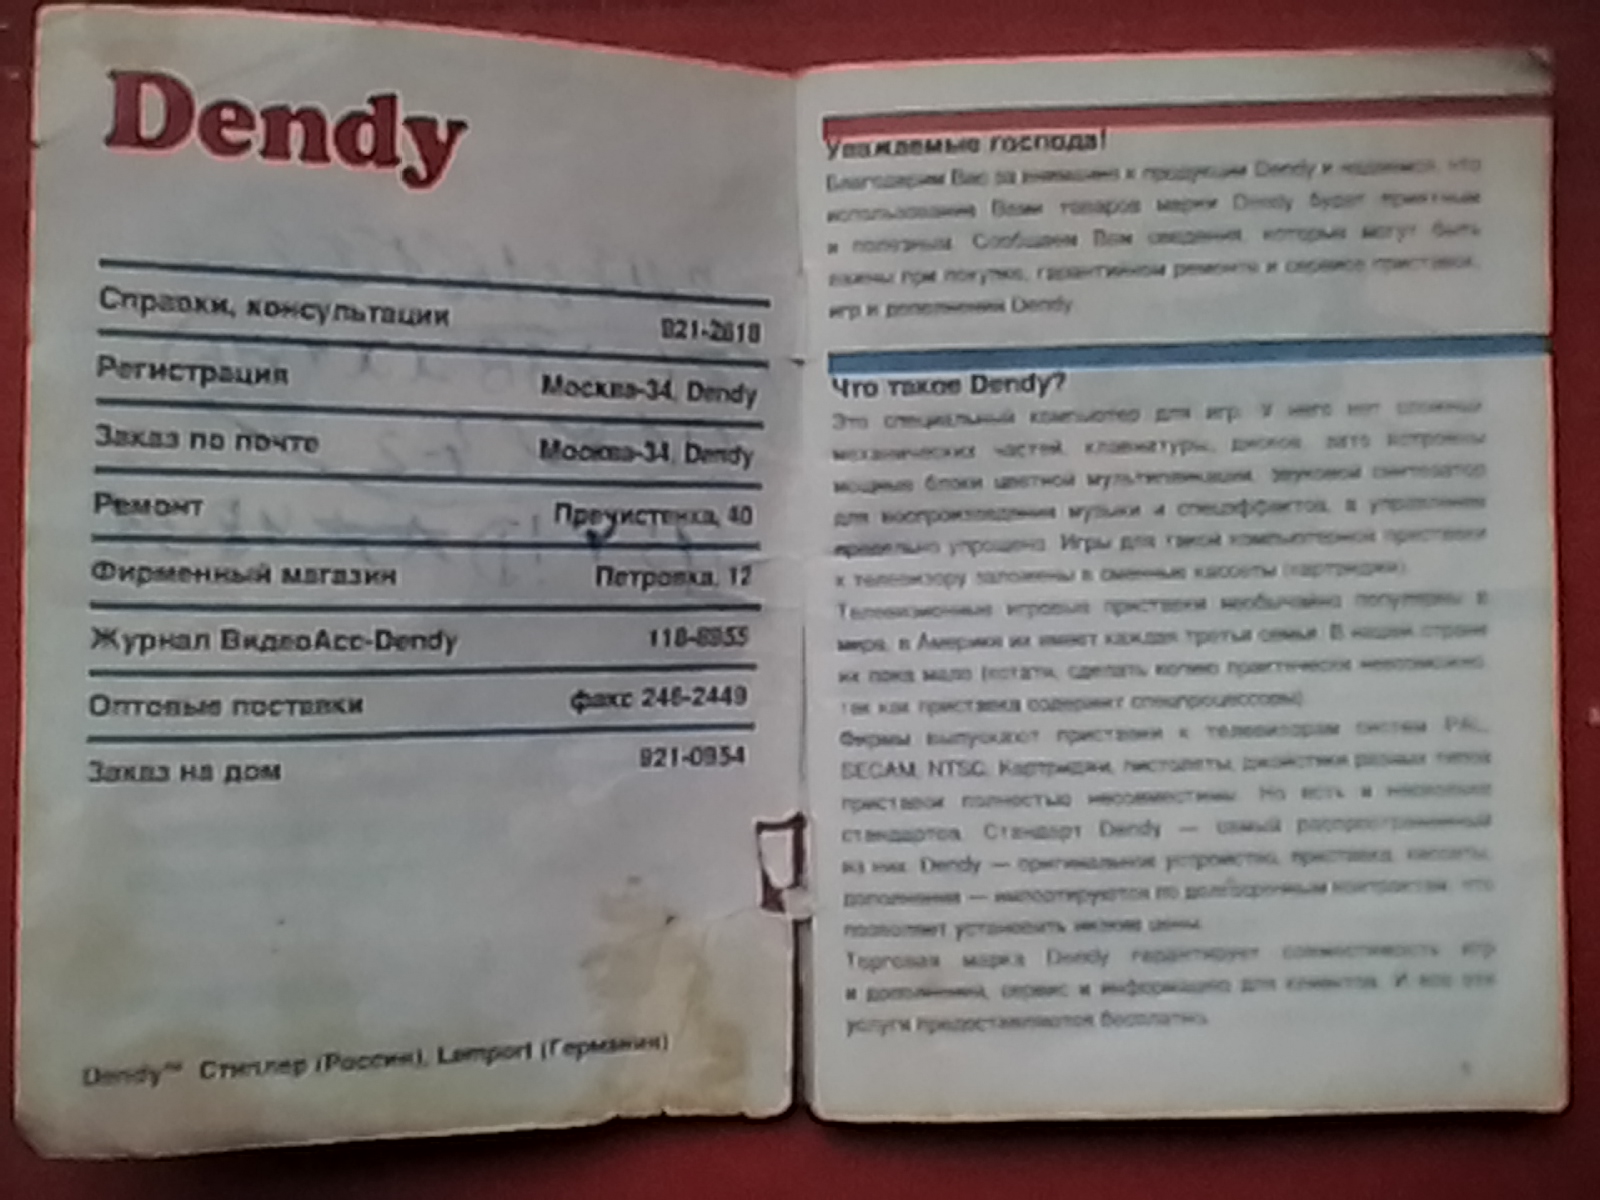 Dendy
Справки, консультации 921-2618
Регистрация Москва-34, Dendy
Заказ по почте Москва-34, Dendy
Ремонт Пречистенка, 40
Фирменный магазин Петровка, 12
Журнал ВидеоАсс-Dendy 118-8955
Оптовые поставки факс 246-2449
Заказ на дом 921-0954
Dendy™ Стиплер (Россия), Lamport (Германия)
Уважаемые господа!
Благодарим Вас за внимание к продукции Dendy и надеемся, что
использование Вами товаров марки Dendy будет приятным
и полезным. Сообщаем Вам сведения, которые могут быть
важны при покупке, гарантийном ремонте и сервисе приставок,
игр и дополнений Dendy.
Что такое Dendy?
Это специальный компьютер для игр. У него нет сложных
механических частей, клавиатуры, дисков, зато встроены
мощные блоки цветной мультипликации, звуковой синтезатор
для воспроизведения музыки и спецэффектов, а управление
предельно упрощено. Игры для такой компьютерной приставки
к телевизору заложены в сменные кассеты (картриджи).
Телевизионные игровые приставки необычайно популярны в
мире, в Америке их имеет каждая третья семья. В нашей стране
их пока мало (кстати, сделать копию практически невозможно,
так как приставка содержит спецпроцессоры).
Фирмы выпускают приставки к телевизорам систем PAL,
SECAM, NTSC. Картриджи, пистолеты, джойстики разных типов
приставок полностью несовместимы. Но есть и несколько
стандартов. Стандарт Dendy — самый распространенный
из них. Dendy — оригинальное устройство, приставка, кассеты,
дополнения — импортируются по долгосрочным контрактам, что
позволяет установить низкие цены.
Торговая марка Dendy гарантирует совместимость игр
и дополнений, сервис и информацию для клиентов. И все эти
услуги предоставляются бесплатно.